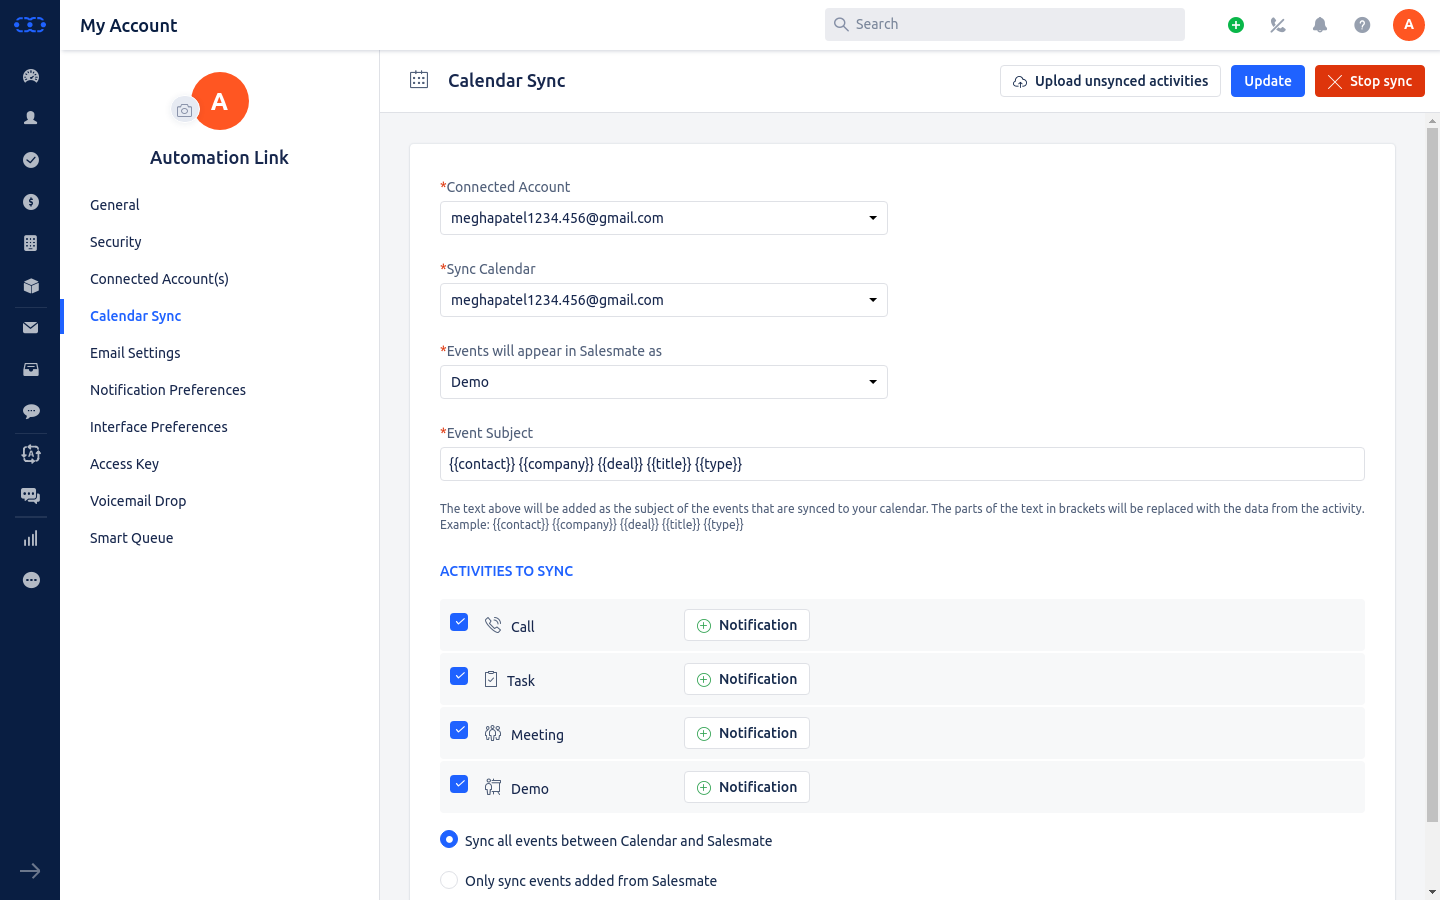 My Account
Search
A
A
Automation Link
General
Security
Connected Account(s)
Calendar Sync
Email Settings
Notification Preferences
Interface Preferences
Access Key
Voicemail Drop
Smart Queue
Calendar Sync
Upload unsynced activities
Update
Stop sync
*Connected Account
meghapatel1234.456@gmail.com
*Sync Calendar
meghapatel1234.456@gmail.com
*Events will appear in Salesmate as
Demo
*Event Subject
{{contact}} {{company}} {{deal}} {{title}} {{type}}
The text above will be added as the subject of the events that are synced to your calendar. The parts of the text in brackets will be replaced with the data from the activity.
Example: {{contact}} {{company}} {{deal}} {{title}} {{type}}
ACTIVITIES TO SYNC
Call Notification
Task Notification
Meeting Notification
Demo Notification
Sync all events between Calendar and Salesmate
Only sync events added from Salesmate